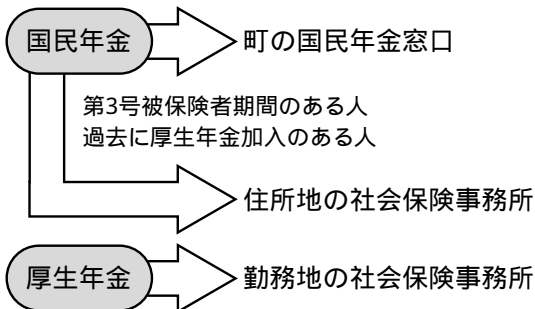 国民年金
町の国民年金窓口
第3号被保険者期間のある人
過去に厚生年金加入のある人
住所地の社会保険事務所
厚生年金
勤務地の社会保険事務所